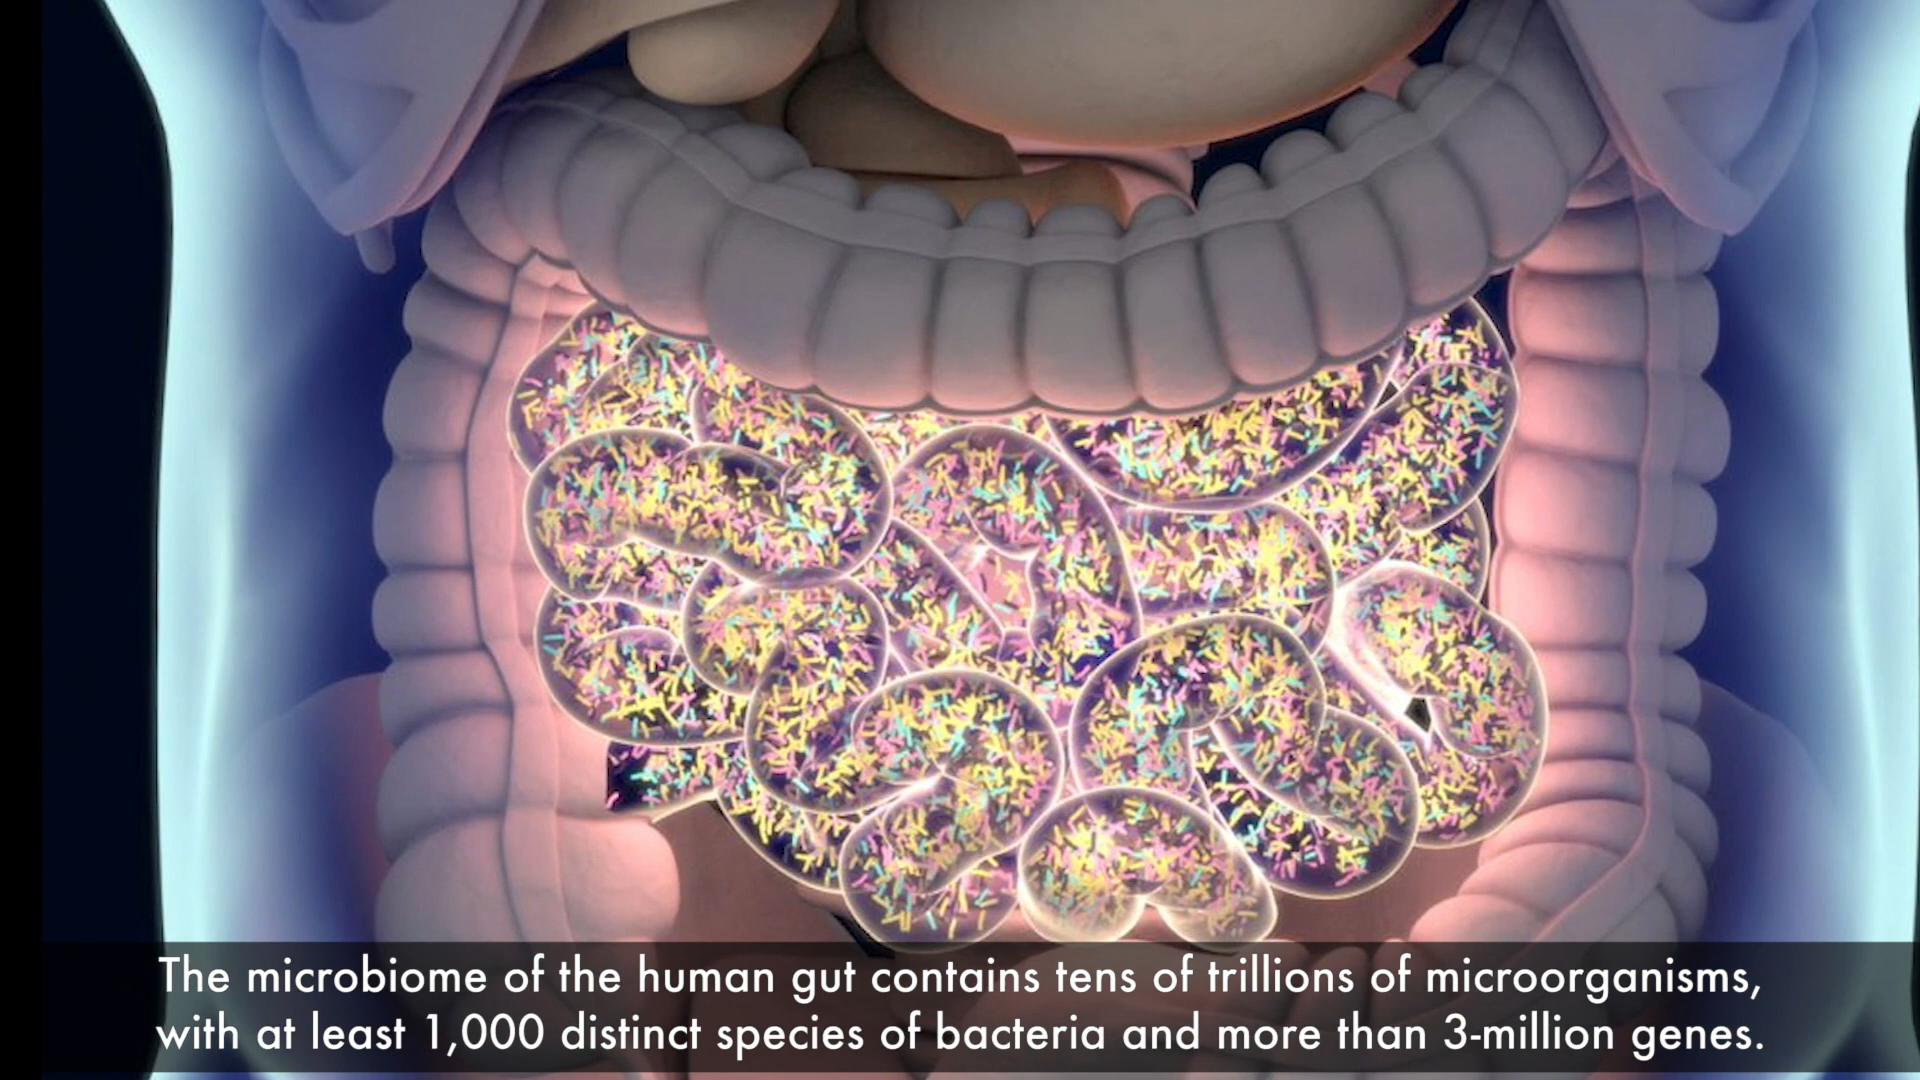 The microbiome of the human gut contains tens of trillions of microorganisms,
with at least 1,000 distinct species of bacteria and more than 3-million genes.